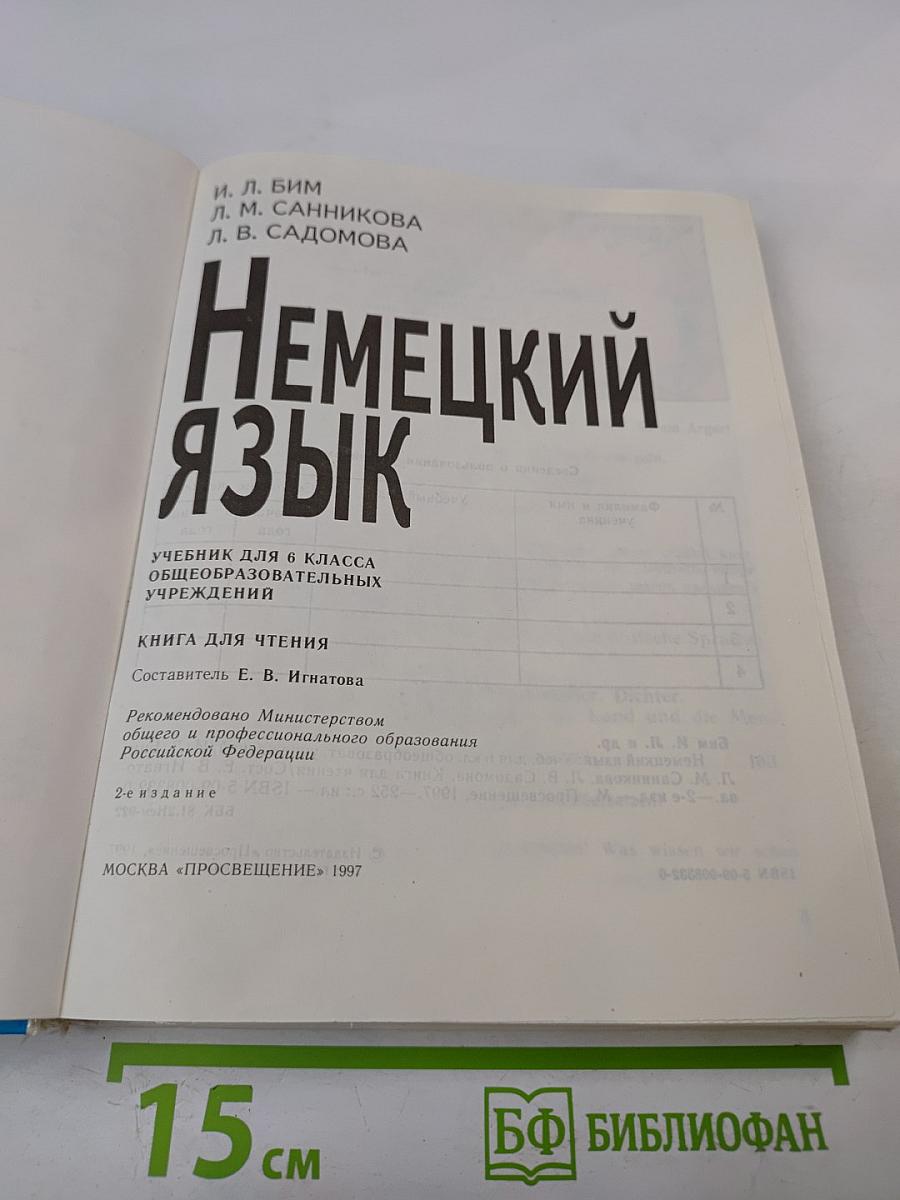 И. Л. БИМ
Л. М. САННИКОВА
Л. В. САДОМОВА
НЕМЕЦКИЙ
ЯЗЫК
УЧЕБНИК ДЛЯ 6 КЛАССА
ОБЩЕОБРАЗОВАТЕЛЬНЫХ
УЧРЕЖДЕНИЙ
КНИГА ДЛЯ ЧТЕНИЯ
Составитель Е. В. Игнатова
Рекомендовано Министерством
общего и профессионального образования
Российской Федерации
2-е издание
МОСКВА «ПРОСВЕЩЕНИЕ» 1997
15 см
БФ БИБЛИОФАН